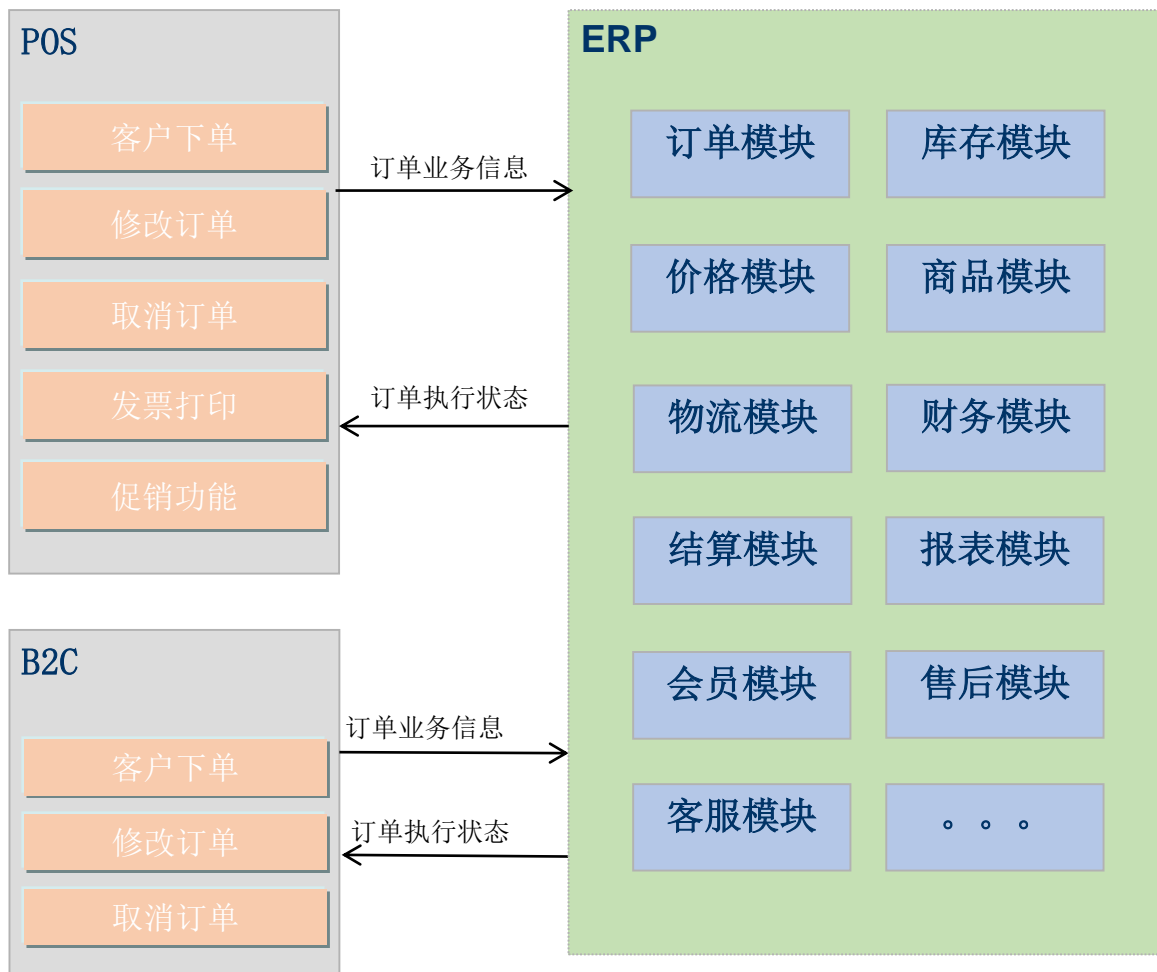 POS
客户下单
修改订单
取消订单
发票打印
促销功能
订单业务信息
订单执行状态
B2C
客户下单
修改订单
取消订单
订单业务信息
订单执行状态
ERP
订单模块
库存模块
价格模块
商品模块
物流模块
财务模块
结算模块
报表模块
会员模块
售后模块
客服模块
。。。